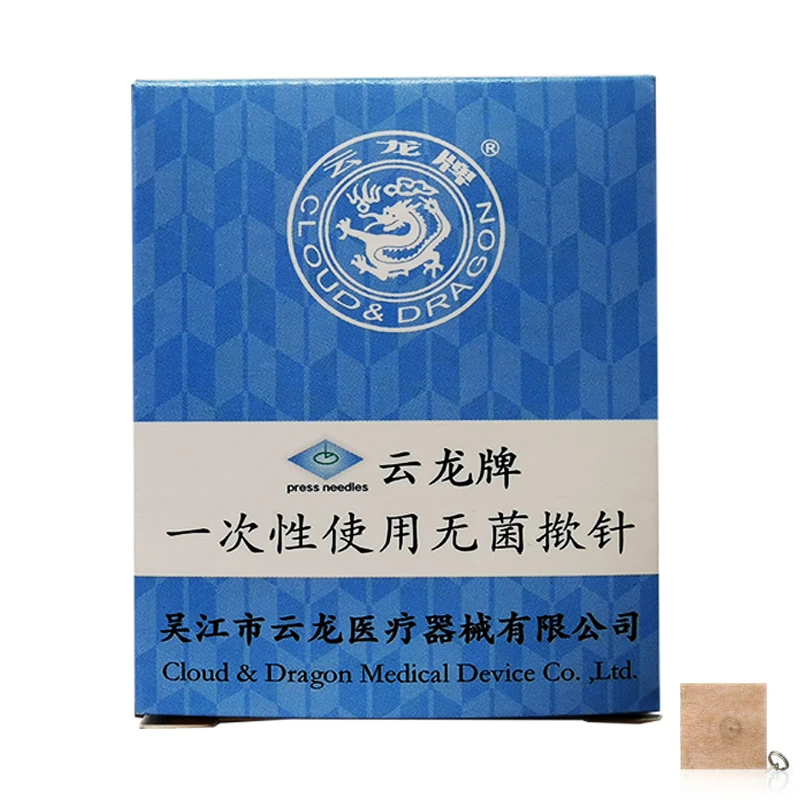 云龙牌
®
CLOUD & DRAGON
press needles
云龙牌
一次性使用无菌揿针
吴江市云龙医疗器械有限公司
Cloud & Dragon Medical Device Co. ,Ltd.